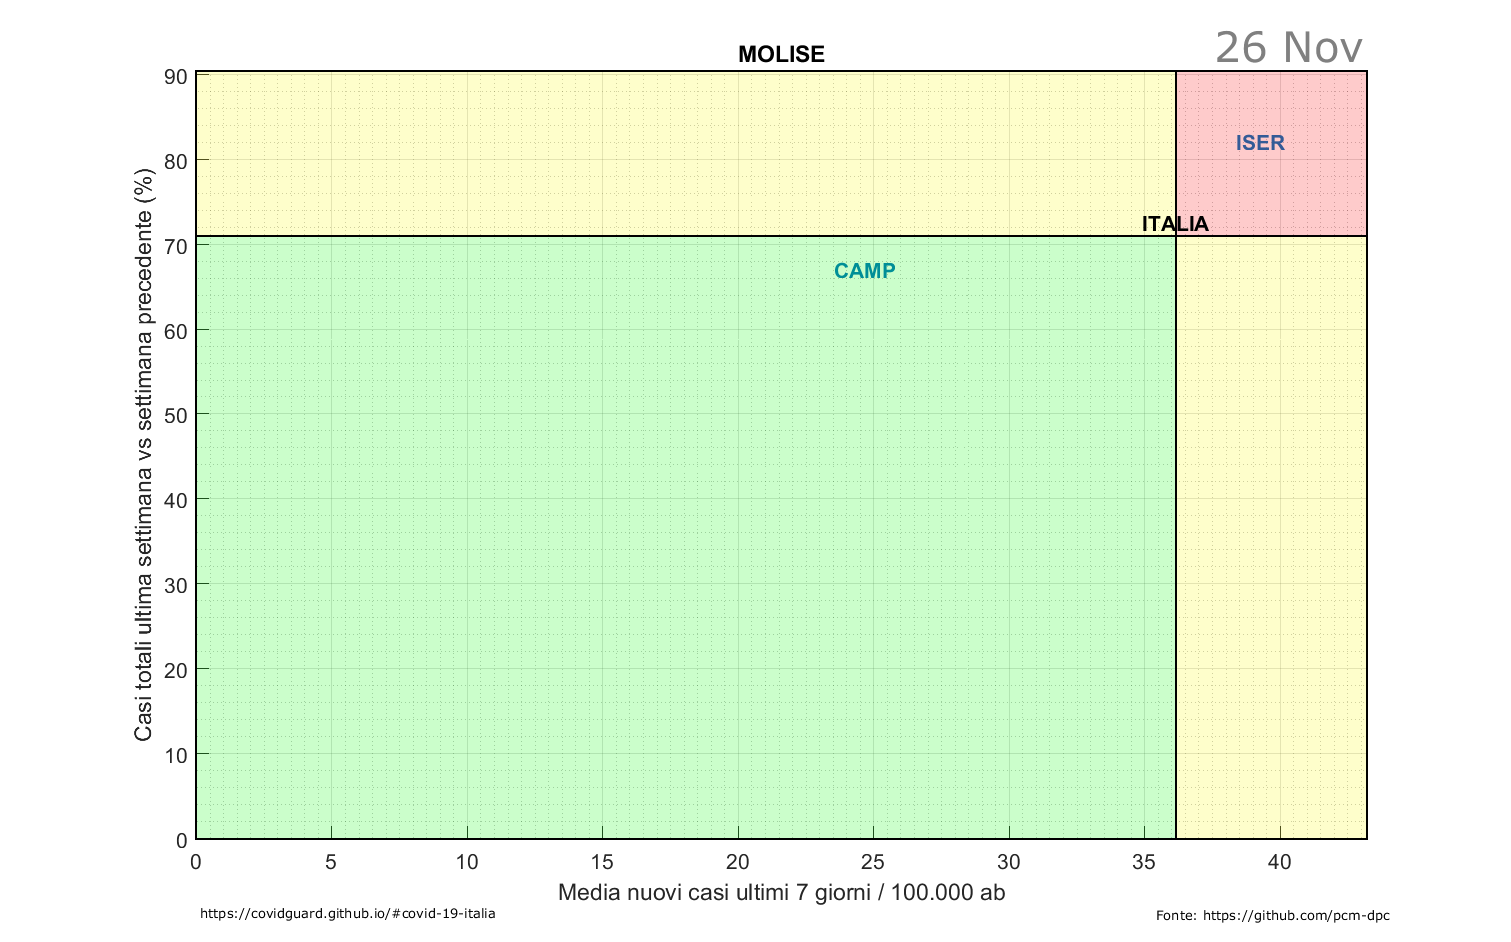 26 Nov
MOLISE
Casi totali ultima settimana vs settimana precedente (%)
90
80
70
60
50
40
30
20
10
0
ISER
ITALIA
CAMP
0 5 10 15 20 25 30 35 40
Media nuovi casi ultimi 7 giorni / 100.000 ab
https://covidguard.github.io/#covid-19-italia
Fonte: https://github.com/pcm-dpc